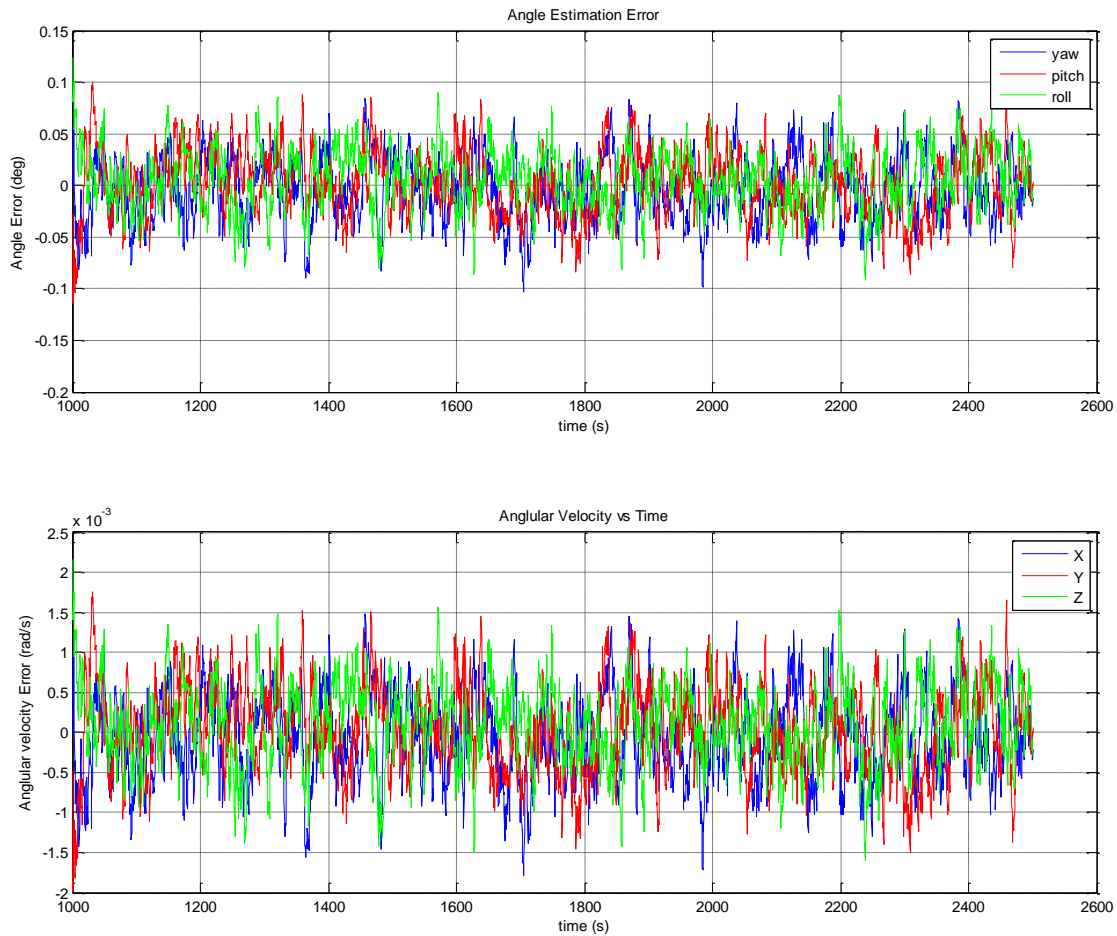 Angle Estimation Error
0.15
0.1
0.05
0
-0.05
-0.1
-0.15
-0.2
Angle Error (deg)
yaw
pitch
roll
1000 1200 1400 1600 1800 2000 2200 2400 2600
time (s)
Anglular Velocity vs Time
x 10-3
2.5
2
1.5
1
0.5
0
-0.5
-1
-1.5
-2
Anglular velocity Error (rad/s)
X
Y
Z
1000 1200 1400 1600 1800 2000 2200 2400 2600
time (s)